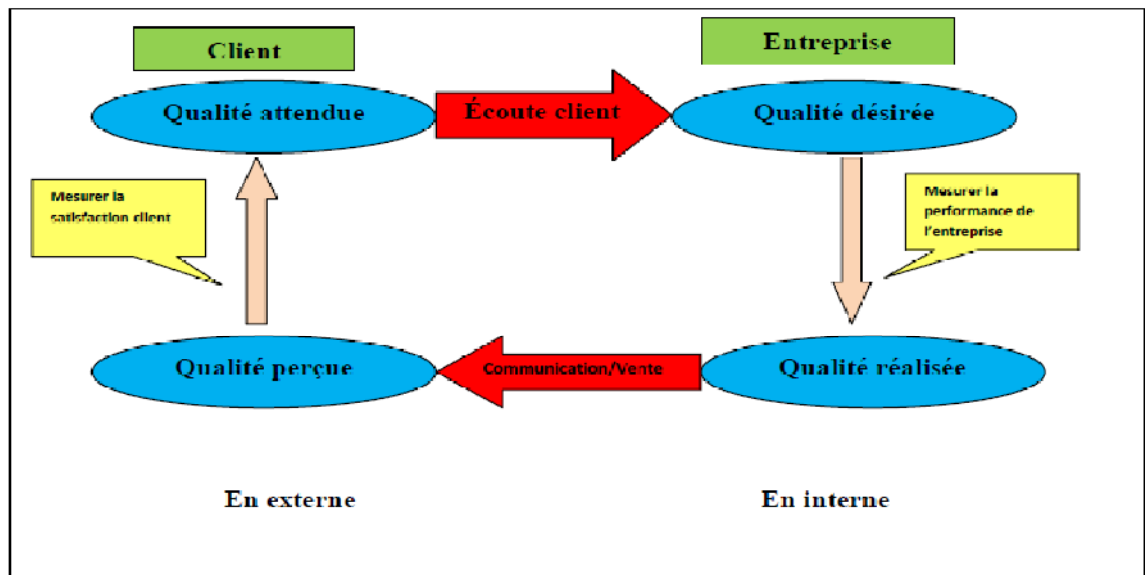 Client
Entreprise
Qualité attendue
Écoute client
Qualité désirée
Mesurer la
satisfaction client
Mesurer la
performance de
l'entreprise
Qualité perçue
Communication/Vente
Qualité réalisée
En externe
En interne